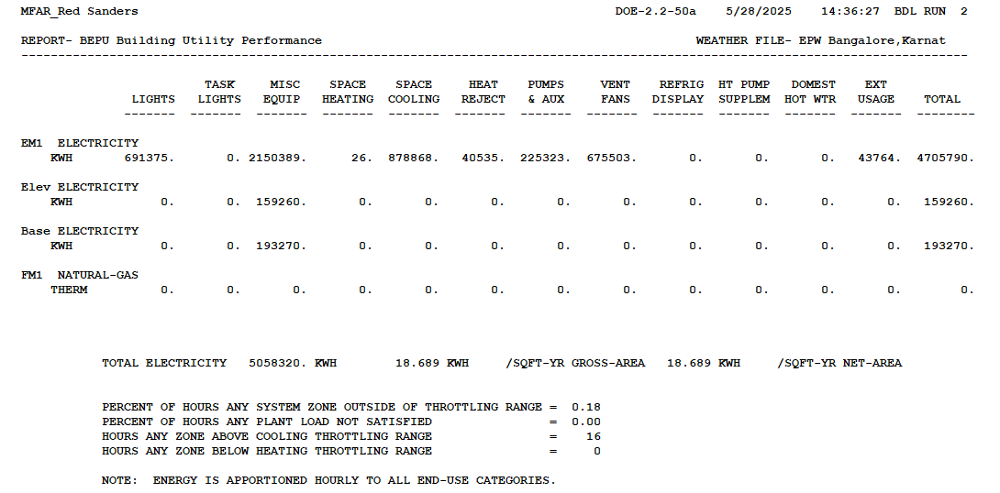 MFAR_Red Sanders                                                                 DOE-2.2-50a    5/28/2025    14:36:27  BDL RUN  2
REPORT- BEPU Building Utility Performance                                                   WEATHER FILE- EPW Bangalore,Karnat
---------------------------------------------------------------------------------------------------------------------------------
                         TASK     MISC    SPACE    SPACE     HEAT    PUMPS     VENT   REFRIG  HT PUMP   DOMEST      EXT
               LIGHTS   LIGHTS    EQUIP  HEATING  COOLING   REJECT    & AUX     FANS  DISPLAY  SUPPLEM  HOT WTR    USAGE    TOTAL
              -------  -------  -------  -------  -------  -------  -------  -------  -------  -------  -------  -------  --------
EM1  ELECTRICITY
    KWH       691375.       0. 2150389.      26.  878868.   40535.  225323.  675503.       0.       0.       0.   43764.  4705790.
Elev ELECTRICITY
    KWH            0.       0.  159260.       0.       0.       0.       0.       0.       0.       0.       0.       0.   159260.
Base ELECTRICITY
    KWH            0.       0.  193270.       0.       0.       0.       0.       0.       0.       0.       0.       0.   193270.
FM1  NATURAL-GAS
    THERM          0.       0.       0.       0.       0.       0.       0.       0.       0.       0.       0.       0.        0.
TOTAL ELECTRICITY   5058320. KWH        18.689 KWH     /SQFT-YR GROSS-AREA   18.689 KWH     /SQFT-YR NET-AREA
PERCENT OF HOURS ANY SYSTEM ZONE OUTSIDE OF THROTTLING RANGE =  0.18
PERCENT OF HOURS ANY PLANT LOAD NOT SATISFIED                =  0.00
HOURS ANY ZONE ABOVE COOLING THROTTLING RANGE                =    16
HOURS ANY ZONE BELOW HEATING THROTTLING RANGE                =     0
NOTE:  ENERGY IS APPORTIONED HOURLY TO ALL END-USE CATEGORIES.